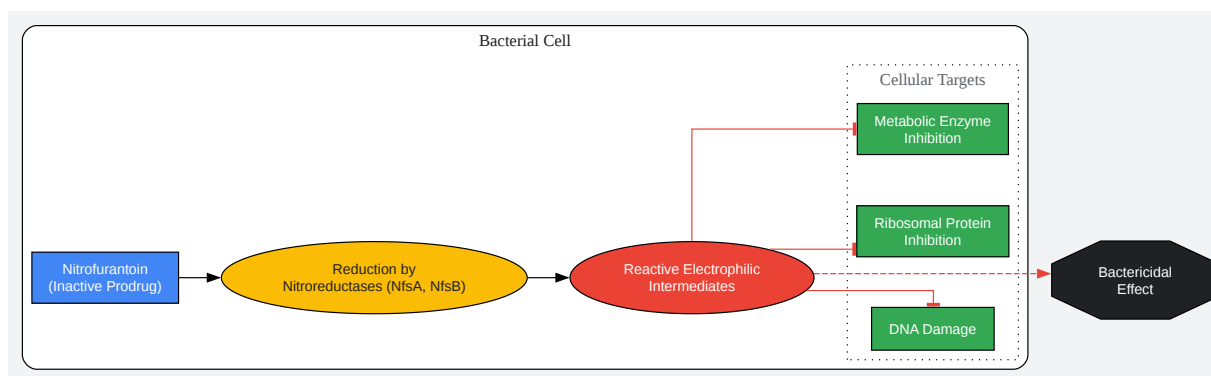 Bacterial Cell
Cellular Targets
Metabolic Enzyme
Inhibition
Ribosomal Protein
Inhibition
Nitrofurantoin
(Inactive Prodrug)
Reduction by
Nitroreductases (NfsA, NfsB)
Reactive Electrophilic
Intermediates
Bactericidal
Effect
DNA Damage